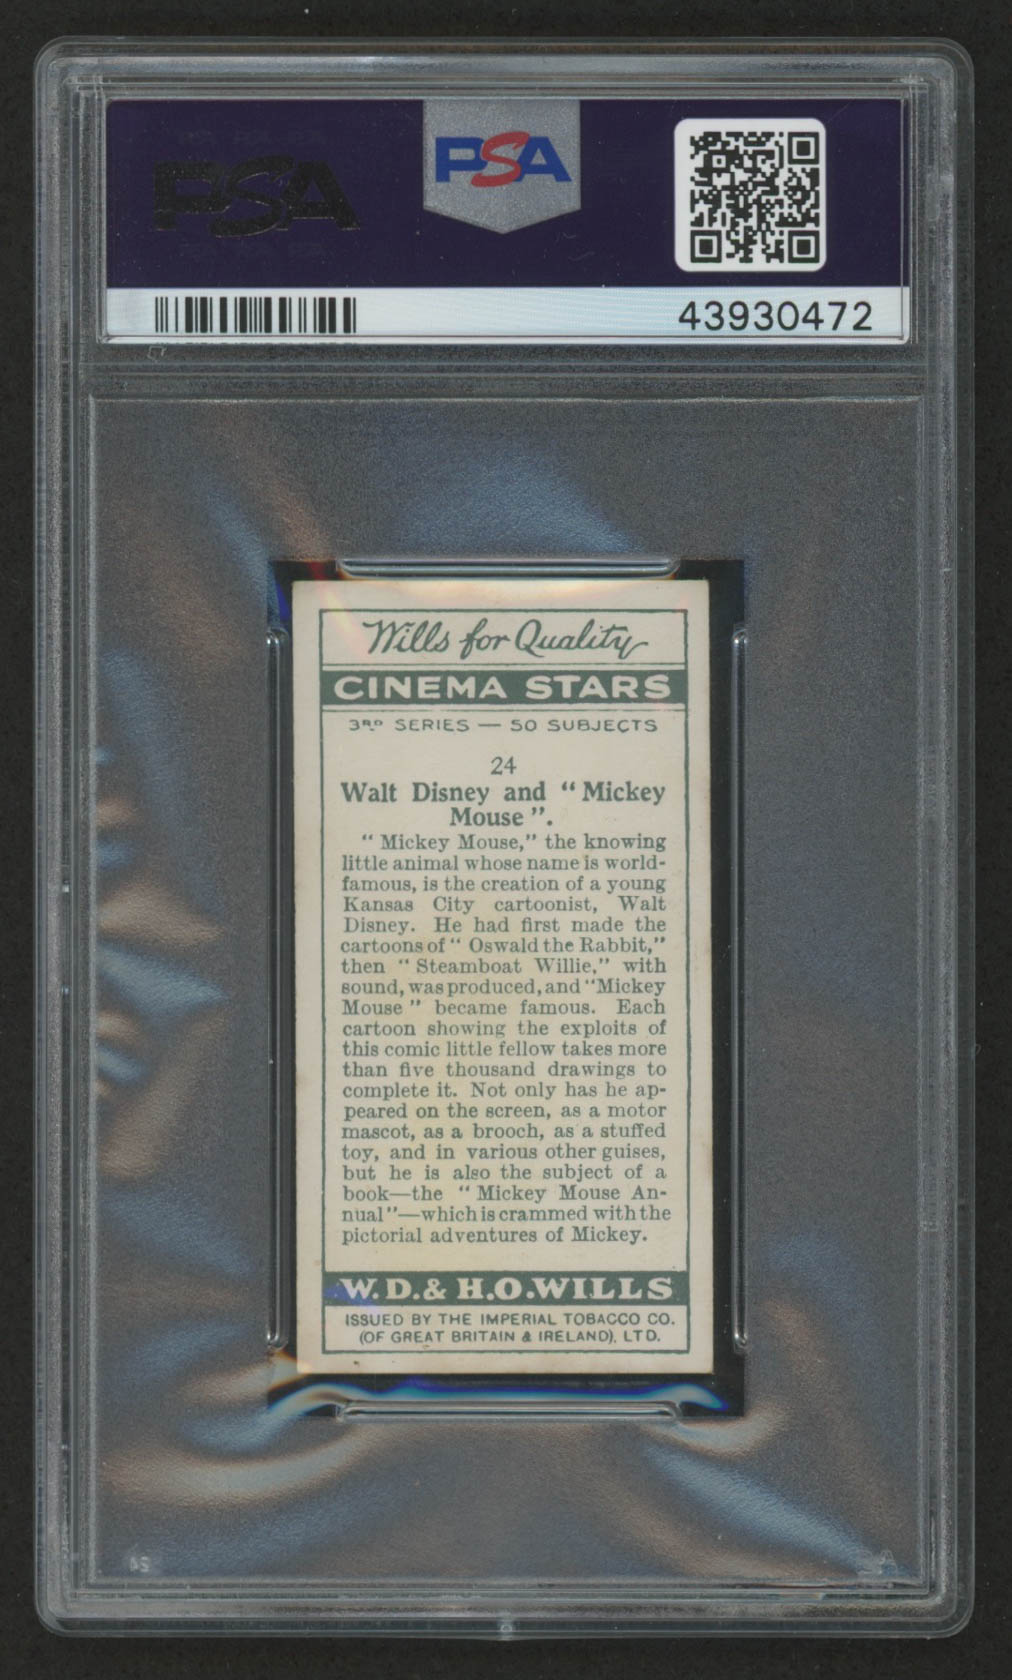 PSA
PSA
43930472
Wills for Quality
CINEMA STARS
3RD SERIES — 50 SUBJECTS
24
Walt Disney and “Mickey
Mouse”.
“Mickey Mouse,” the knowing
little animal whose name is world-
famous, is the creation of a young
Kansas City cartoonist, Walt
Disney. He had first made the
cartoons of “Oswald the Rabbit,”
then “Steamboat Willie,” with
sound, was produced, and “Mickey
Mouse” became famous. Each
cartoon showing the exploits of
this comic little fellow takes more
than five thousand drawings to
complete it. Not only has he ap-
peared on the screen, as a motor
mascot, as a brooch, as a stuffed
toy, and in various other guises,
but he is also the subject of a
book—the “Mickey Mouse An-
nual”—which is crammed with the
pictorial adventures of Mickey.
W.D.& H.O.WILLS
ISSUED BY THE IMPERIAL TOBACCO CO.
(OF GREAT BRITAIN & IRELAND), LTD.